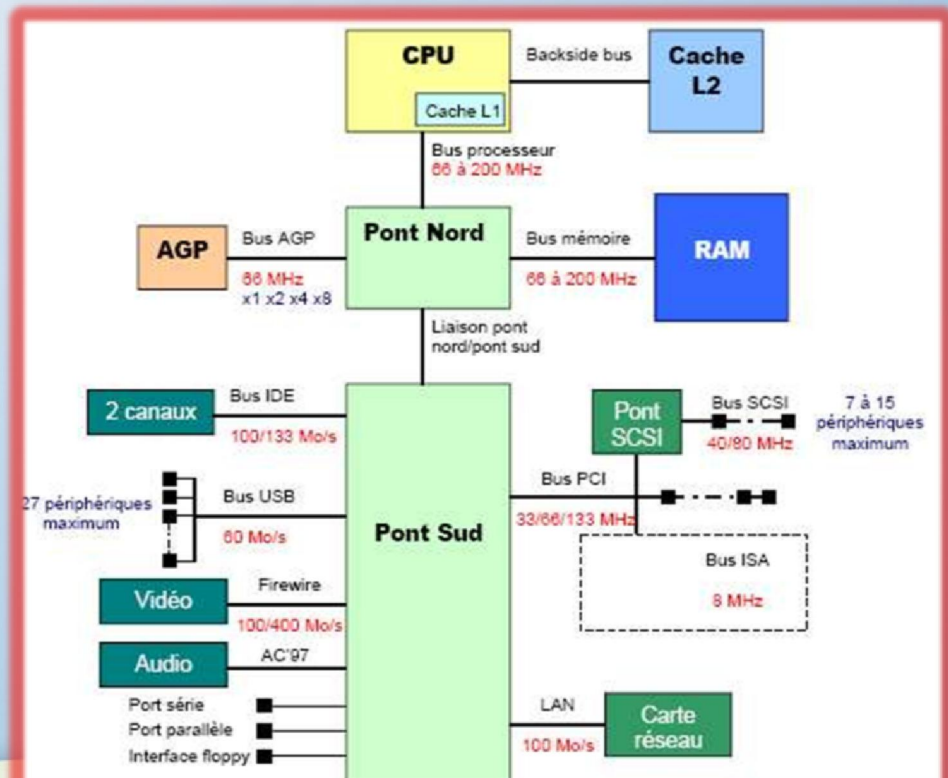 CPU
Cache L1
Backside bus
Cache
L2
Bus processeur
66 à 200 MHz
AGP
Bus AGP
66 MHz
x1 x2 x4 x8
Pont Nord
Bus mémoire
66 à 200 MHz
RAM
Liaison pont
nord/pont sud
2 canaux
Bus IDE
100/133 Mo/s
Pont
SCSI
Bus SCSI
40/80 MHz
7 à 15
périphériques
maximum
27 périphériques
maximum
Bus USB
60 Mo/s
Pont Sud
Bus PCI
33/66/133 MHz
Bus ISA
8 MHz
Vidéo
Firewire
100/400 Mo/s
Audio
AC'97
Port série
Port parallèle
Interface floppy
LAN
100 Mo/s
Carte
réseau